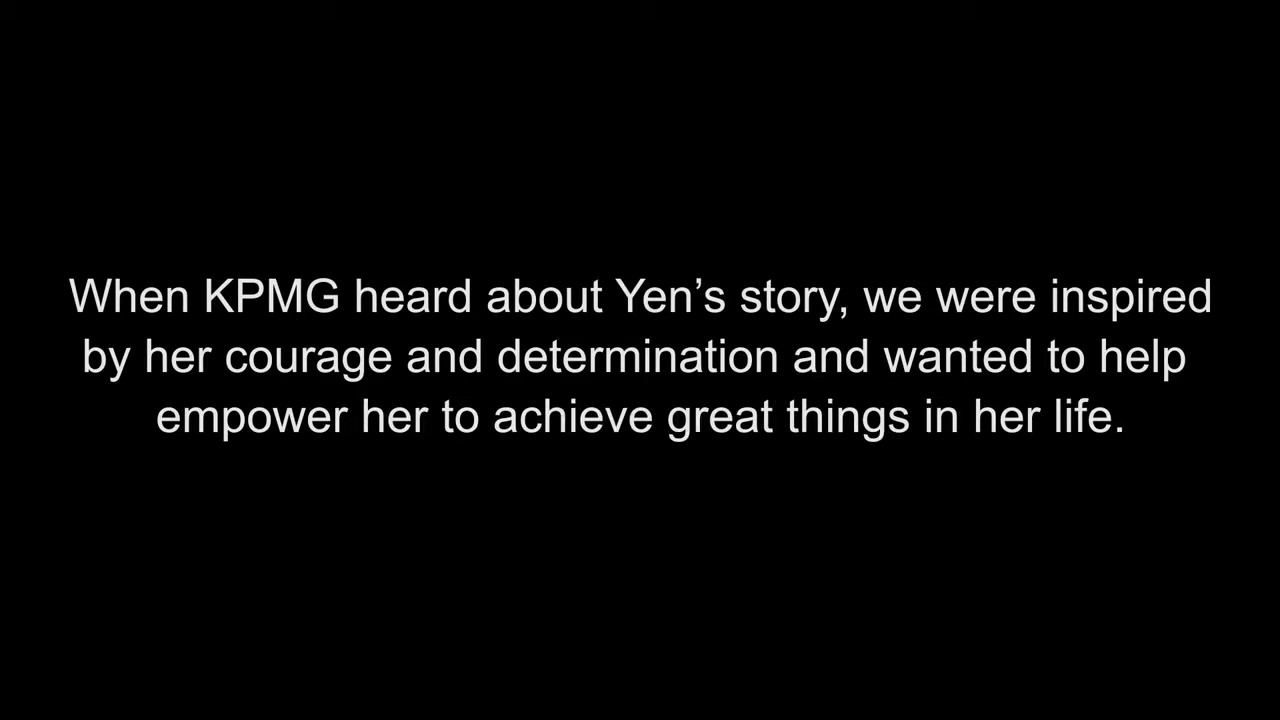 When KPMG heard about Yen’s story, we were inspired
by her courage and determination and wanted to help
empower her to achieve great things in her life.